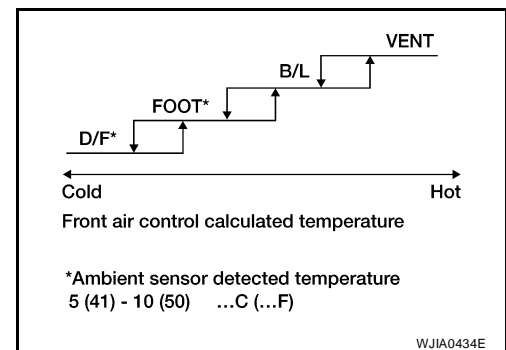 VENT
B/L
FOOT*
D/F*
Cold Hot
Front air control calculated temperature
*Ambient sensor detected temperature
5 (41) - 10 (50) ...C (...F)
WJIA0434E